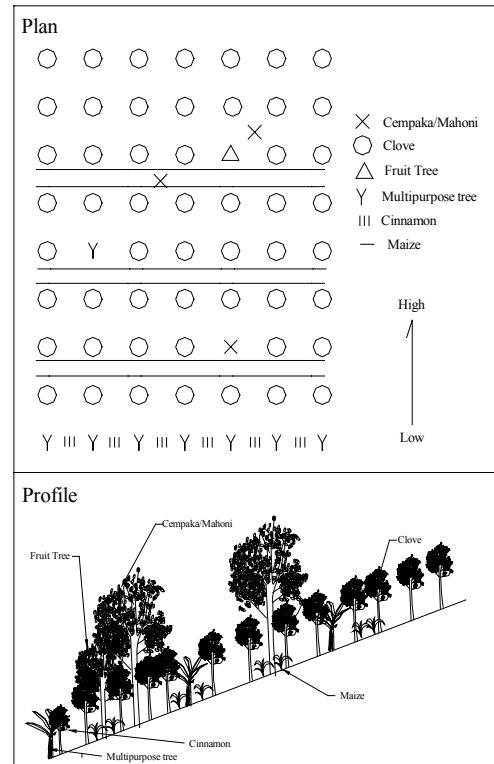 Plan
Cempaka/Mahoni
Clove
Fruit Tree
Multipurpose tree
Cinnamon
Maize
High
Low
Profile
Cempaka/Mahoni
Fruit Tree
Clove
Maize
Cinnamon
Multipurpose tree